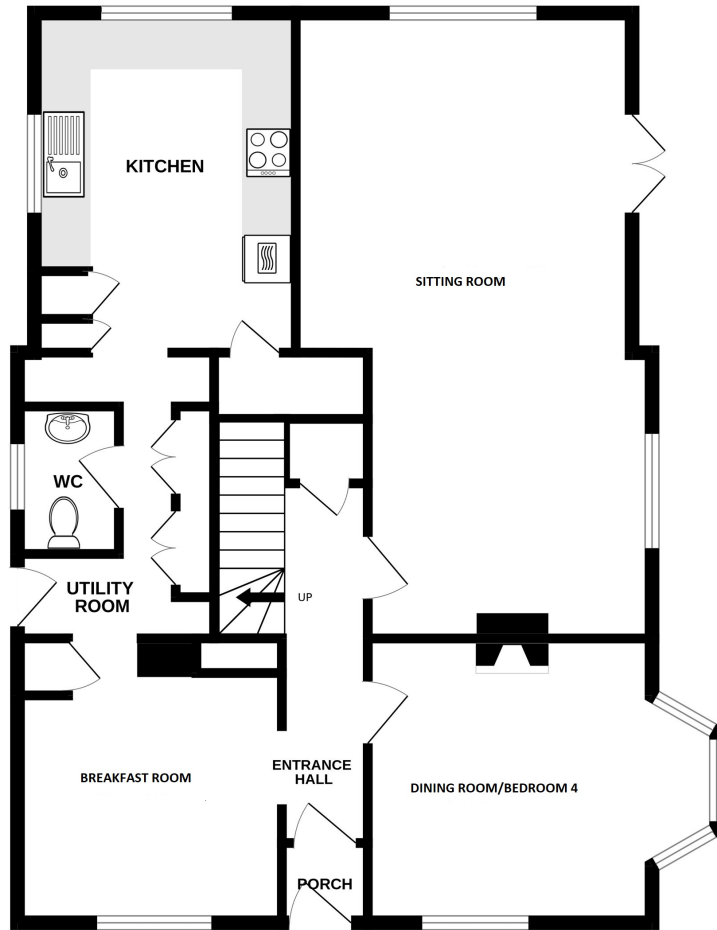 KITCHEN
SITTING ROOM
WC
UTILITY
ROOM
UP
ENTRANCE
HALL
BREAKFAST ROOM
DINING ROOM/BEDROOM 4
PORCH